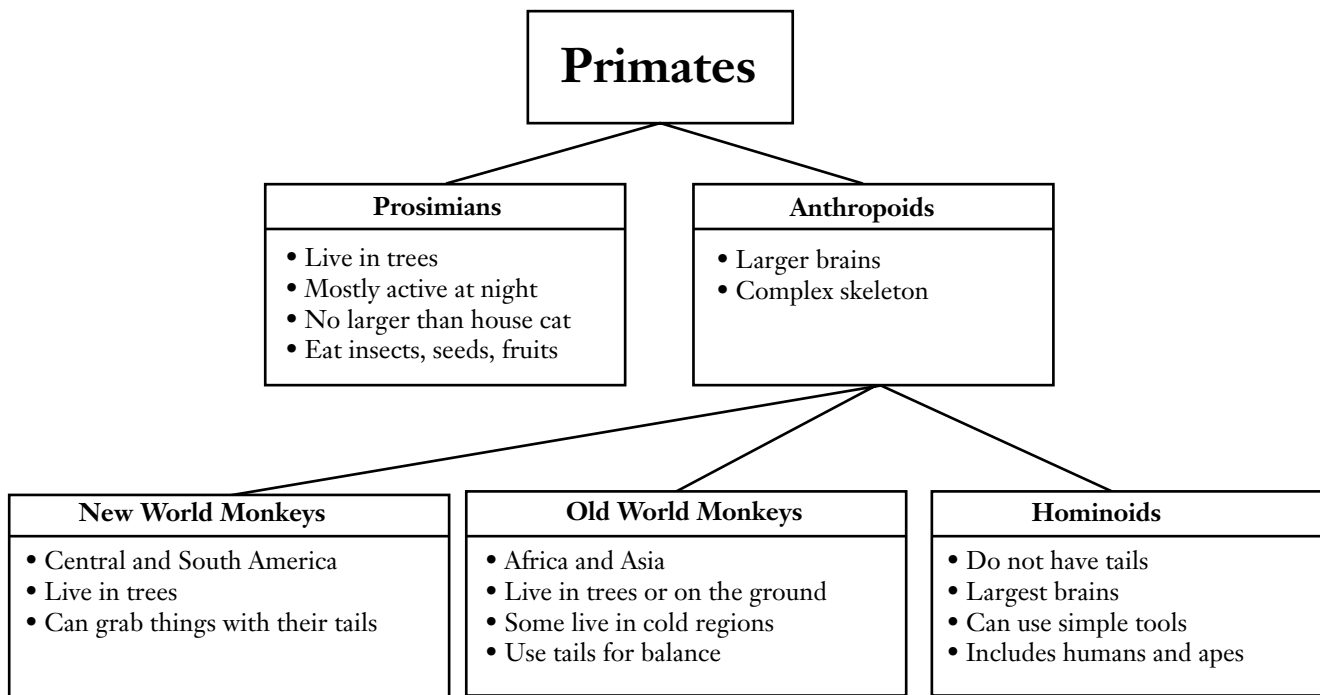 Primates
Prosimians
• Live in trees
• Mostly active at night
• No larger than house cat
• Eat insects, seeds, fruits
Anthropoids
• Larger brains
• Complex skeleton
New World Monkeys
• Central and South America
• Live in trees
• Can grab things with their tails
Old World Monkeys
• Africa and Asia
• Live in trees or on the ground
• Some live in cold regions
• Use tails for balance
Hominoids
• Do not have tails
• Largest brains
• Can use simple tools
• Includes humans and apes